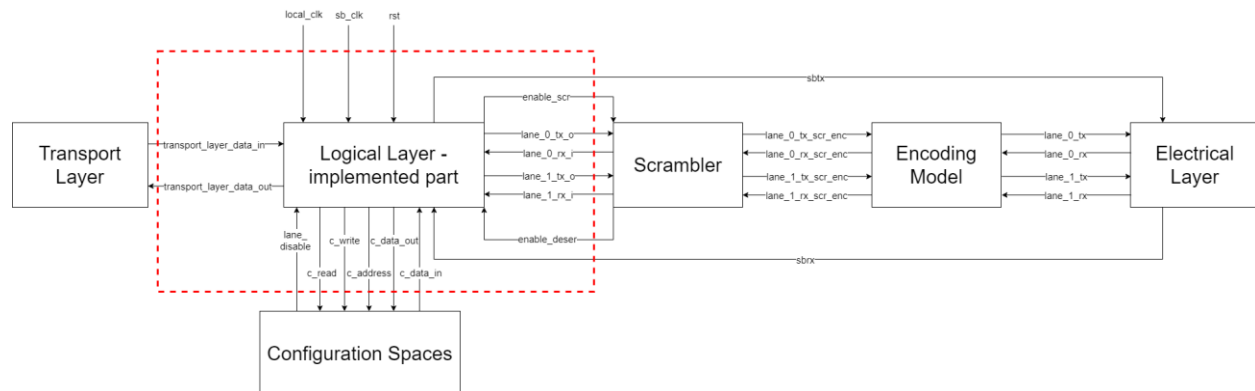 local_clk
sb_clk
rst
sbtx
enable_scr
Transport
Layer
transport_layer_data_in
transport_layer_data_out
Logical Layer -
implemented part
lane_0_tx_o
lane_0_rx_i
lane_1_tx_o
lane_1_rx_i
Scrambler
lane_0_tx_scr_enc
lane_0_rx_scr_enc
lane_1_tx_scr_enc
lane_1_rx_scr_enc
Encoding
Model
lane_0_tx
lane_0_rx
lane_1_tx
lane_1_rx
Electrical
Layer
enable_deser
lane_
disable
c_write
c_data_out
c_read
c_address
c_data_in
sbrx
Configuration Spaces